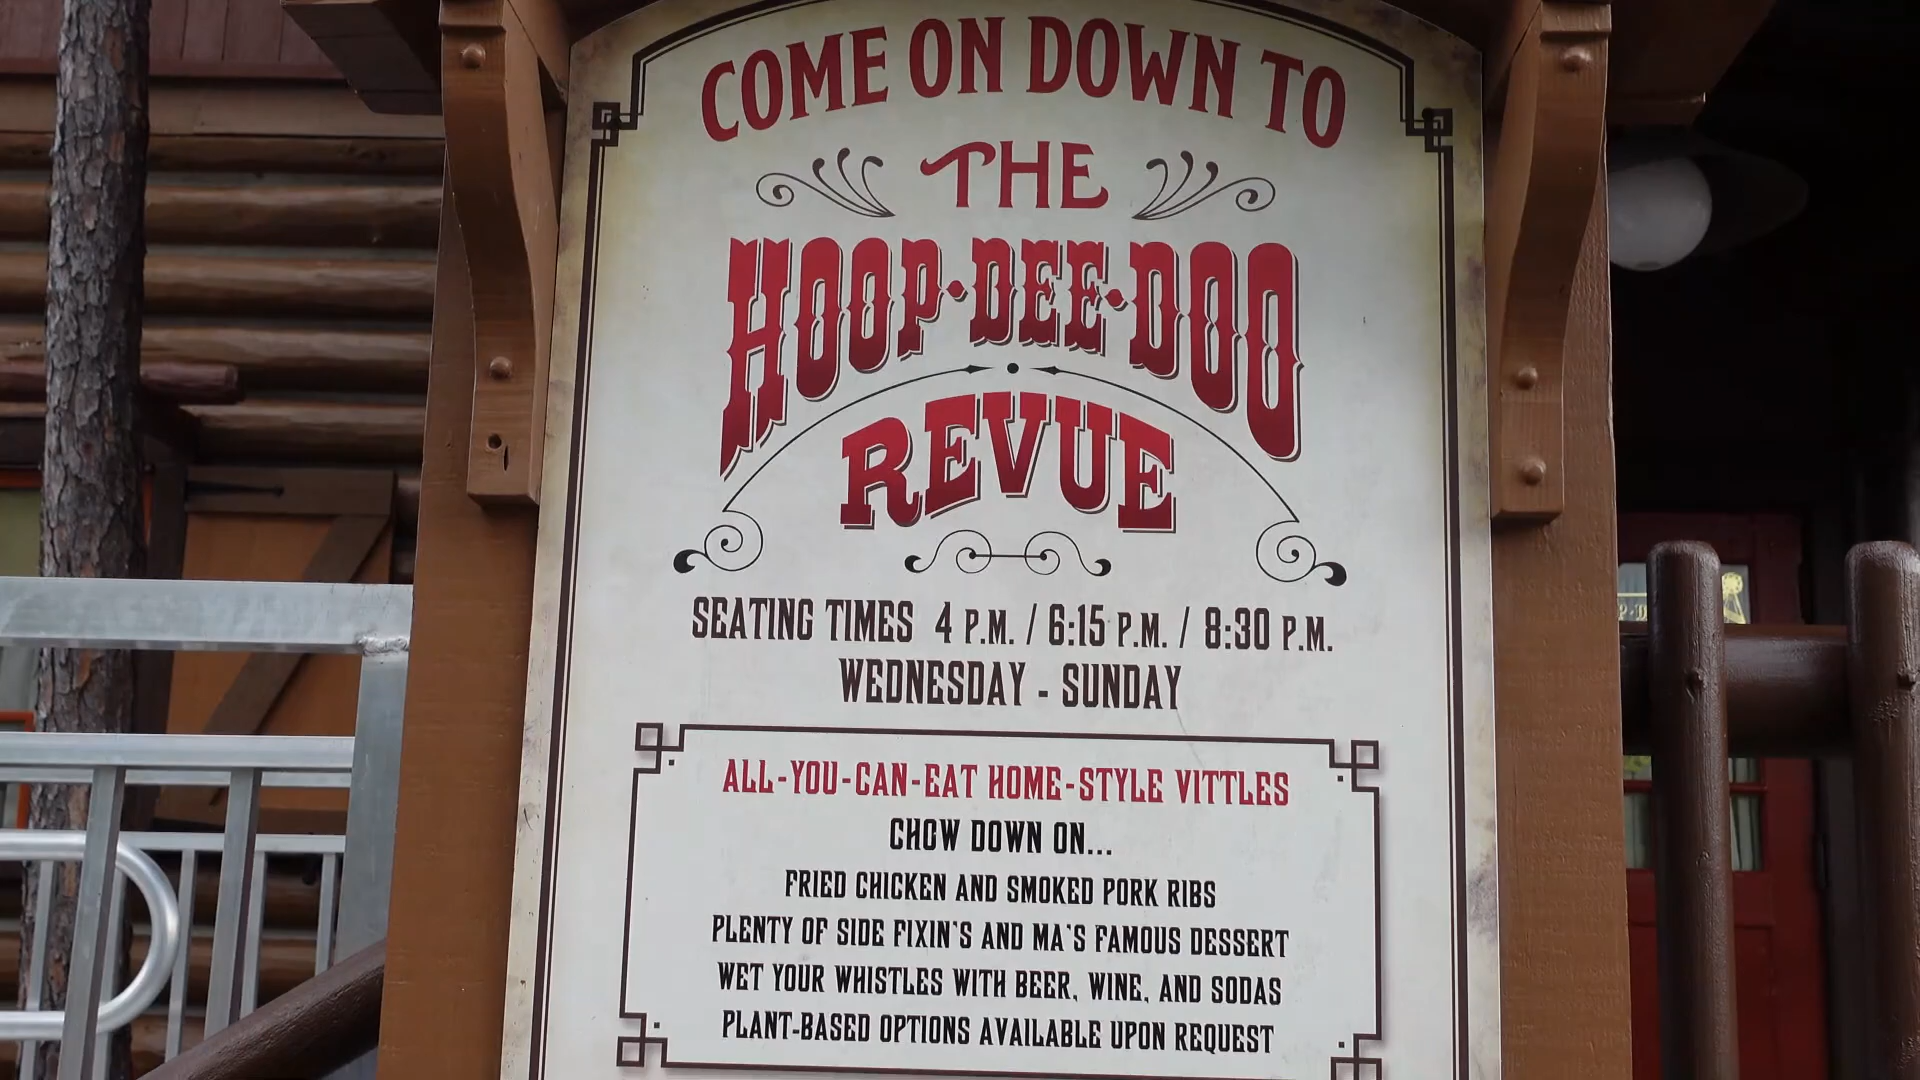 COME ON DOWN TO
THE
HOOP·DEE·DOO
REVUE
SEATING TIMES 4 P.M. / 6:15 P.M. / 8:30 P.M.
WEDNESDAY - SUNDAY
ALL-YOU-CAN-EAT HOME-STYLE VITTLES
CHOW DOWN ON...
FRIED CHICKEN AND SMOKED PORK RIBS
PLENTY OF SIDE FIXIN'S AND MA'S FAMOUS DESSERT
WET YOUR WHISTLES WITH BEER, WINE, AND SODAS
PLANT-BASED OPTIONS AVAILABLE UPON REQUEST